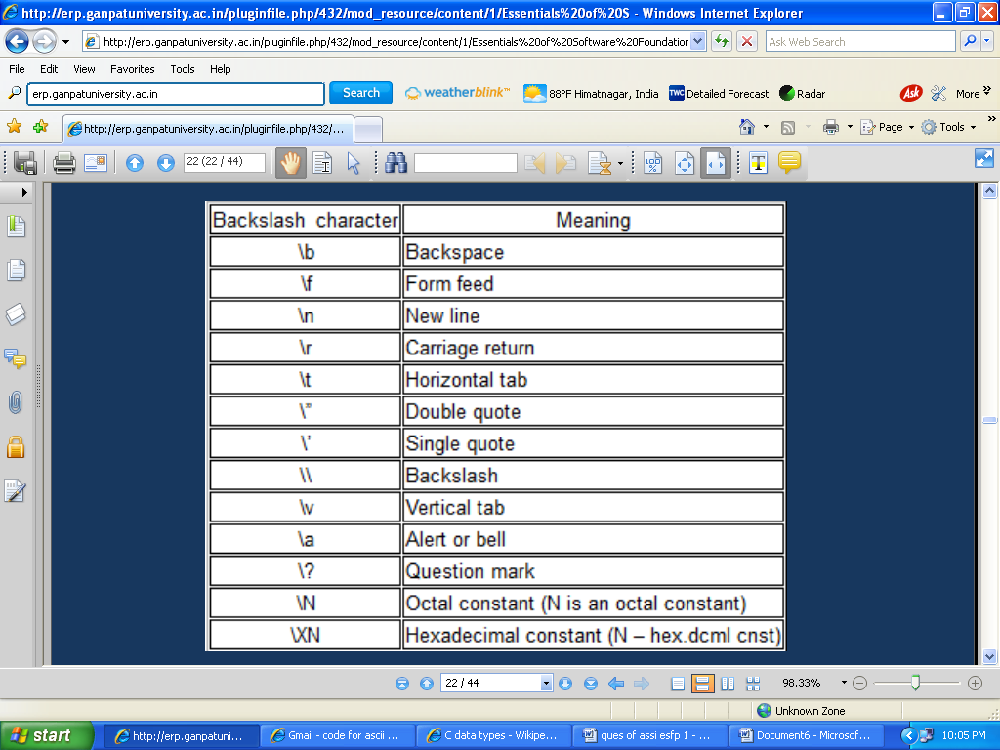 http://erp.ganpatuniversity.ac.in/pluginfile.php/432/mod_resource/content/1/Essentials%20of%20S - Windows Internet Explorer
http://erp.ganpatuniversity.ac.in/pluginfile.php/432/mod_resource/content/1/Essentials%20of%20Software%20Foundation
Ask Web Search
File Edit View Favorites Tools Help
erp.ganpatuniversity.ac.in Search weatherblink™ 88°F Himatnagar, India TWC Detailed Forecast Radar Ask More
http://erp.ganpatuniversity.ac.in/pluginfile.php/432/... Page Tools
22 (22 / 44)
Backslash character Meaning
\b Backspace
\f Form feed
\n New line
\r Carriage return
\t Horizontal tab
\” Double quote
\’ Single quote
\\ Backslash
\v Vertical tab
\a Alert or bell
\? Question mark
\N Octal constant (N is an octal constant)
\XN Hexadecimal constant (N – hex.dcml cnst)
22 / 44 98.33%
Unknown Zone
start http://erp.ganpatuni... Gmail - code for ascii ... C data types - Wikipe... ques of assi esfp 1 - ... Document6 - Microsof... 10:05 PM